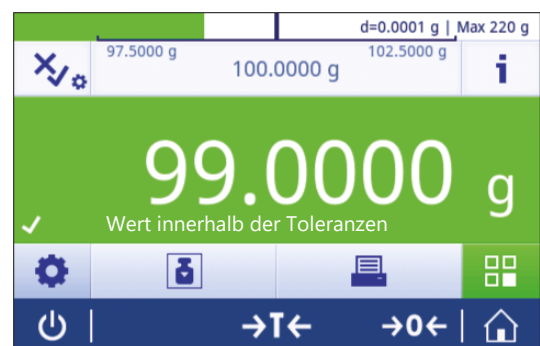 d=0.0001 g | Max 220 g
97.5000 g
100.0000 g
102.5000 g
i
99.0000 g
Wert innerhalb der Toleranzen
→T← →0←